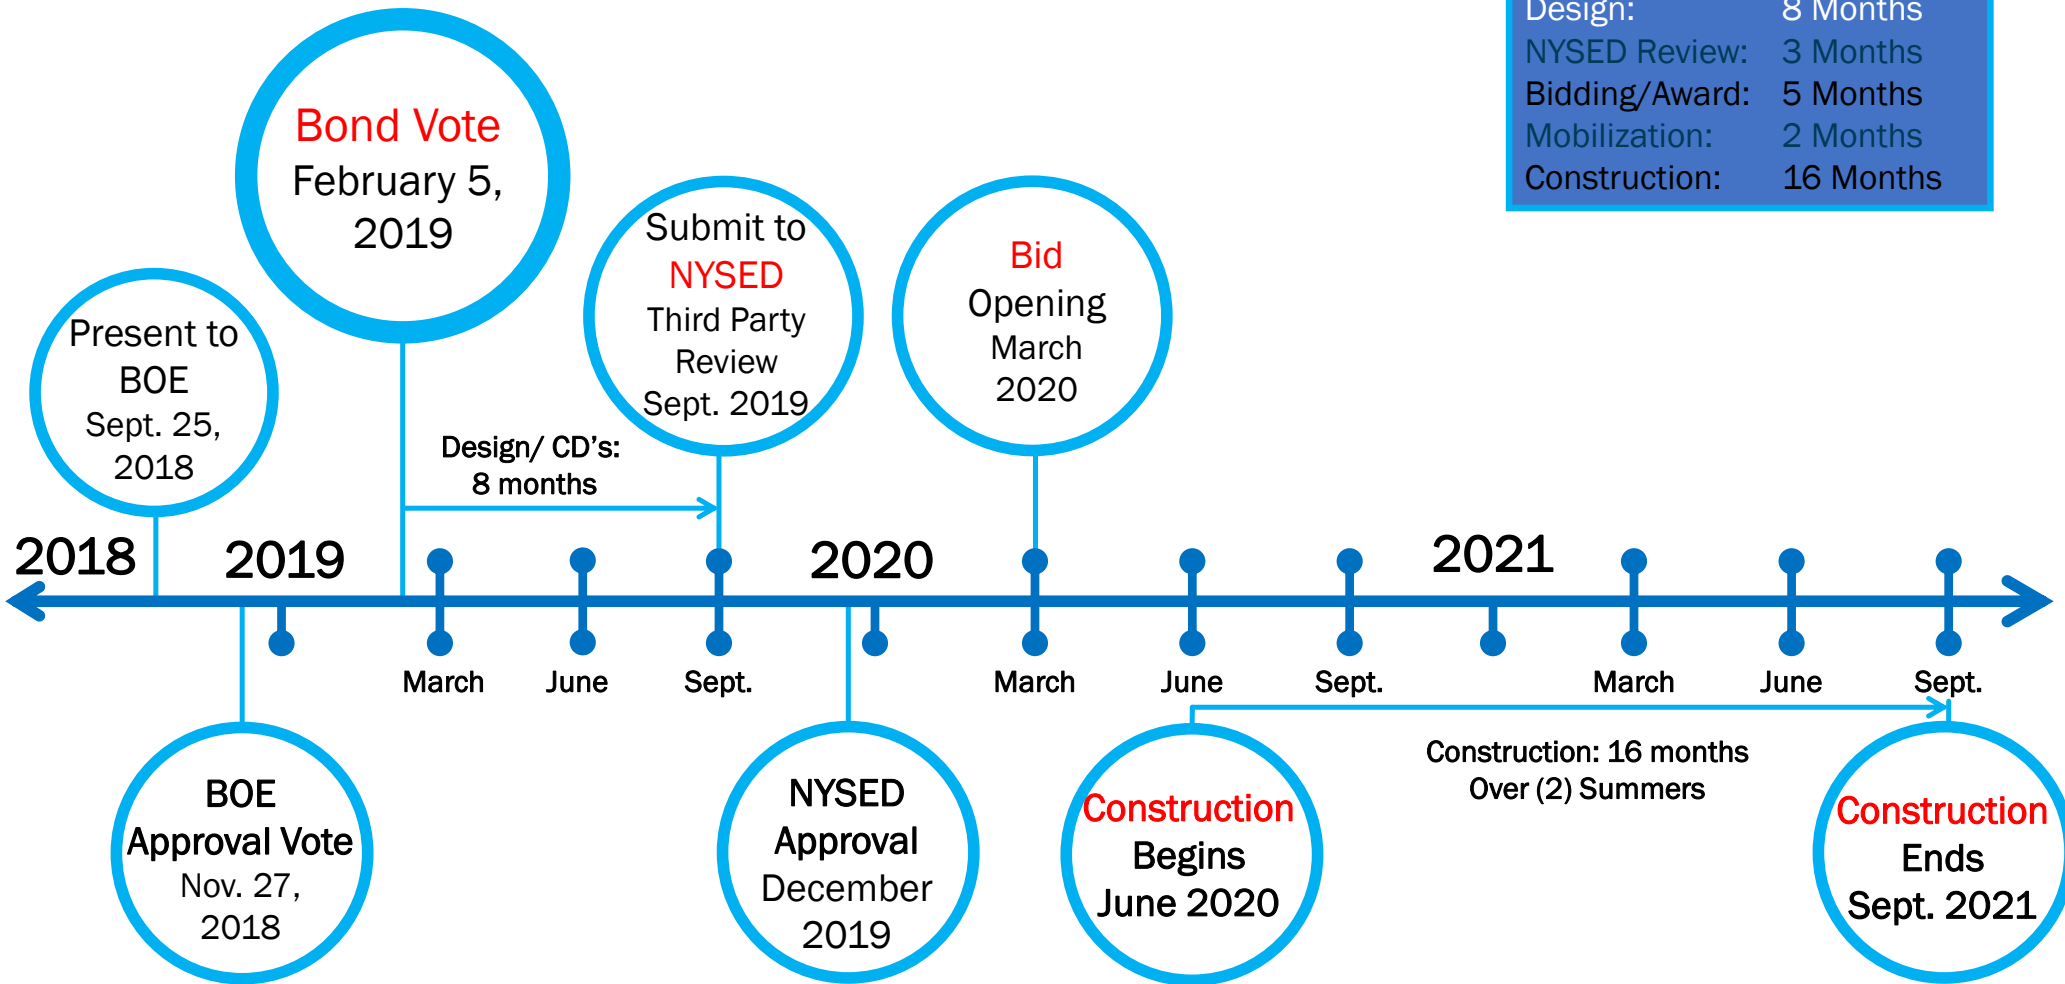 Design: 8 Months
NYSED Review: 3 Months
Bidding/Award: 5 Months
Mobilization: 2 Months
Construction: 16 Months
Bond Vote
February 5,
2019
Submit to
NYSED
Third Party
Review
Sept. 2019
Bid
Opening
March
2020
Present to
BOE
Sept. 25,
2018
Design/ CD's:
8 months
2018 2019 2020 2021
March June Sept. March June Sept. March June Sept.
Construction: 16 months
Over (2) Summers
BOE
Approval Vote
Nov. 27,
2018
NYSED
Approval
December
2019
Construction
Begins
June 2020
Construction
Ends
Sept. 2021